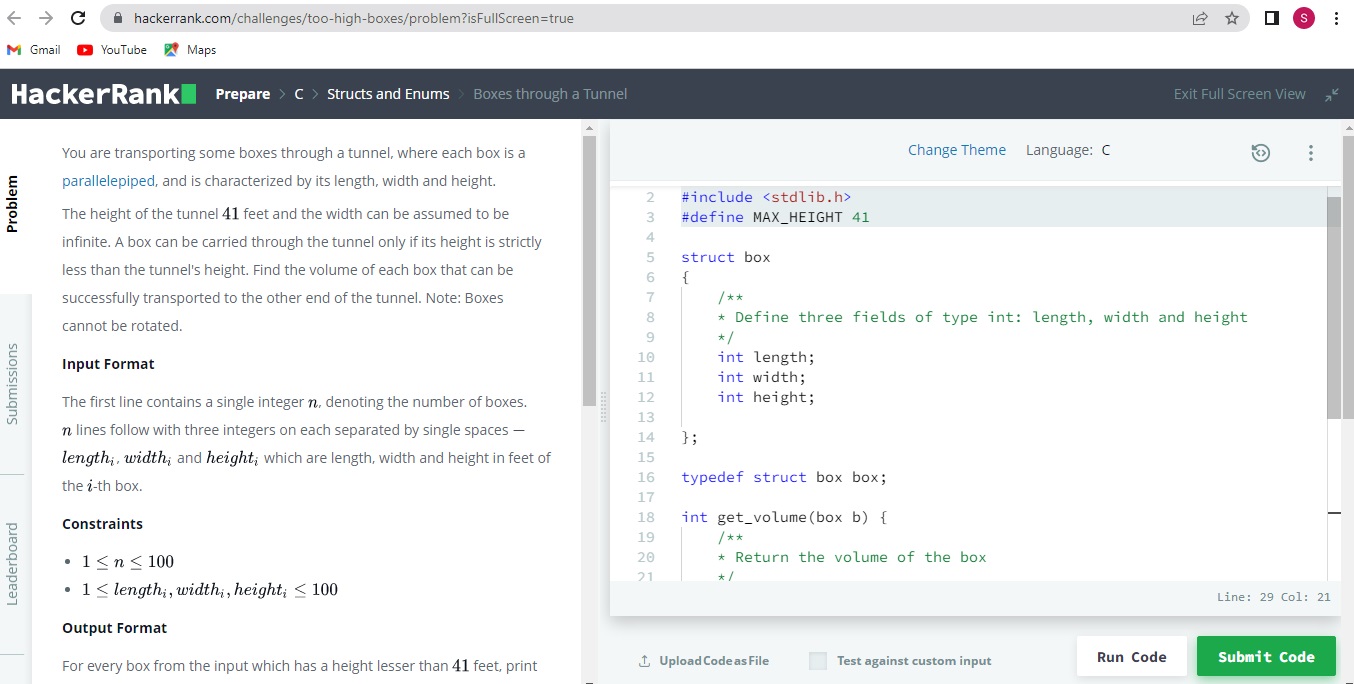 hackerrank.com/challenges/too-high-boxes/problem?isFullScreen=true
S
Gmail YouTube Maps
HackerRank Prepare > C > Structs and Enums > Boxes through a Tunnel Exit Full Screen View
Problem
Submissions
Leaderboard
You are transporting some boxes through a tunnel, where each box is a
parallelepiped, and is characterized by its length, width and height.
The height of the tunnel 41 feet and the width can be assumed to be
infinite. A box can be carried through the tunnel only if its height is strictly
less than the tunnel's height. Find the volume of each box that can be
successfully transported to the other end of the tunnel. Note: Boxes
cannot be rotated.
Input Format
The first line contains a single integer n, denoting the number of boxes.
n lines follow with three integers on each separated by single spaces —
lengthᵢ, widthᵢ and heightᵢ which are length, width and height in feet of
the i-th box.
Constraints
• 1 ≤ n ≤ 100
• 1 ≤ lengthᵢ, widthᵢ, heightᵢ ≤ 100
Output Format
For every box from the input which has a height lesser than 41 feet, print
Change Theme Language: C
2 #include <stdlib.h>
3 #define MAX_HEIGHT 41
4
5 struct box
6 {
7 /**
8 * Define three fields of type int: length, width and height
9 */
10 int length;
11 int width;
12 int height;
13
14 };
15
16 typedef struct box box;
17
18 int get_volume(box b) {
19 /**
20 * Return the volume of the box
21 */
Line: 29 Col: 21
Upload Code as File Test against custom input Run Code Submit Code